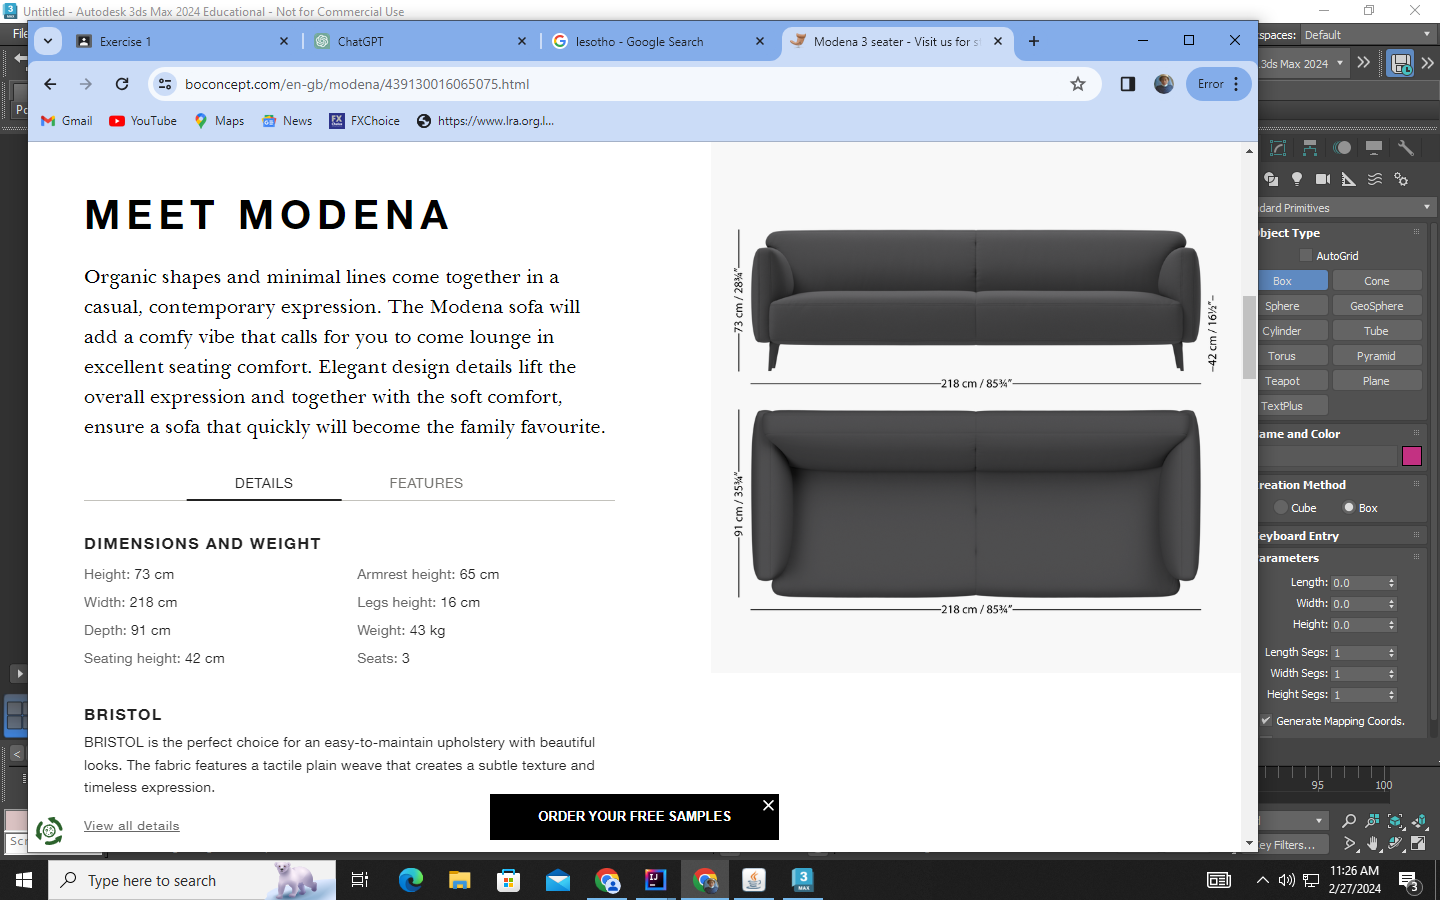 Untitled - Autodesk 3ds Max 2024 Educational - Not for Commercial Use
Exercise 1
ChatGPT
lesotho - Google Search
Modena 3 seater - Visit us for st
boconcept.com/en-gb/modena/439130016065075.html
Error
Gmail
YouTube
Maps
News
FXChoice
https://www.lra.org.l...
MEET MODENA
Organic shapes and minimal lines come together in a
casual, contemporary expression. The Modena sofa will
add a comfy vibe that calls for you to come lounge in
excellent seating comfort. Elegant design details lift the
overall expression and together with the soft comfort,
ensure a sofa that quickly will become the family favourite.
DETAILS
FEATURES
DIMENSIONS AND WEIGHT
Height: 73 cm
Armrest height: 65 cm
Width: 218 cm
Legs height: 16 cm
Depth: 91 cm
Weight: 43 kg
Seating height: 42 cm
Seats: 3
BRISTOL
BRISTOL is the perfect choice for an easy-to-maintain upholstery with beautiful
looks. The fabric features a tactile plain weave that creates a subtle texture and
timeless expression.
View all details
ORDER YOUR FREE SAMPLES
73 cm / 28¾"
42 cm / 16½"
218 cm / 85¾"
91 cm / 35¾"
218 cm / 85¾"
File
Po
spaces: Default
3ds Max 2024
dard Primitives
bject Type
AutoGrid
Box
Cone
Sphere
GeoSphere
Cylinder
Tube
Torus
Pyramid
Teapot
Plane
TextPlus
ame and Color
reation Method
Cube
Box
eyboard Entry
arameters
Length: 0.0
Width: 0.0
Height: 0.0
Length Segs: 1
Width Segs: 1
Height Segs: 1
Generate Mapping Coords.
95
100
ey Filters...
Scr
Type here to search
3
MAX
11:26 AM
2/27/2024
3